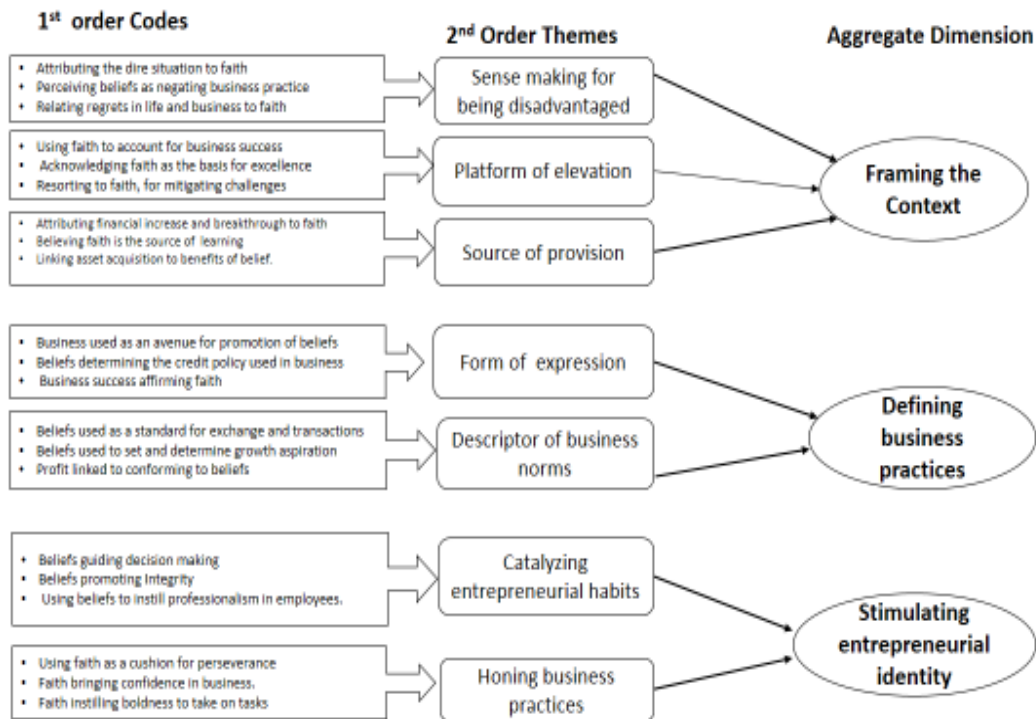 1st order Codes
2nd Order Themes
Aggregate Dimension
• Attributing the dire situation to faith
• Perceiving beliefs as negating business practice
• Relating regrets in life and business to faith
Sense making for
being disadvantaged
• Using faith to account for business success
• Acknowledging faith as the basis for excellence
• Resorting to faith, for mitigating challenges
Platform of elevation
• Attributing financial increase and breakthrough to faith
• Believing faith is the source of learning
• Linking asset acquisition to benefits of belief.
Source of provision
Framing the
Context
• Business used as an avenue for promotion of beliefs
• Beliefs determining the credit policy used in business
• Business success affirming faith
Form of expression
• Beliefs used as a standard for exchange and transactions
• Beliefs used to set and determine growth aspiration
• Profit linked to conforming to beliefs
Descriptor of business
norms
Defining
business
practices
• Beliefs guiding decision making
• Beliefs promoting Integrity
• Using beliefs to instill professionalism in employees.
Catalyzing
entrepreneurial habits
• Using faith as a cushion for perseverance
• Faith bringing confidence in business.
• Faith instilling boldness to take on tasks
Honing business
practices
Stimulating
entrepreneurial
identity